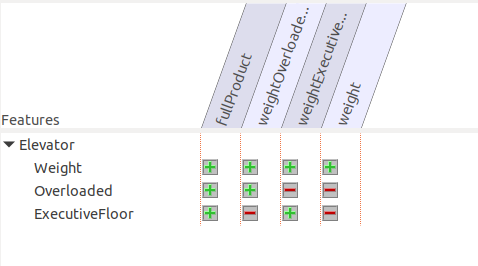 fullProduct
weightOverloade...
weightExecutive...
weight
Features
Elevator
Weight
Overloaded
ExecutiveFloor